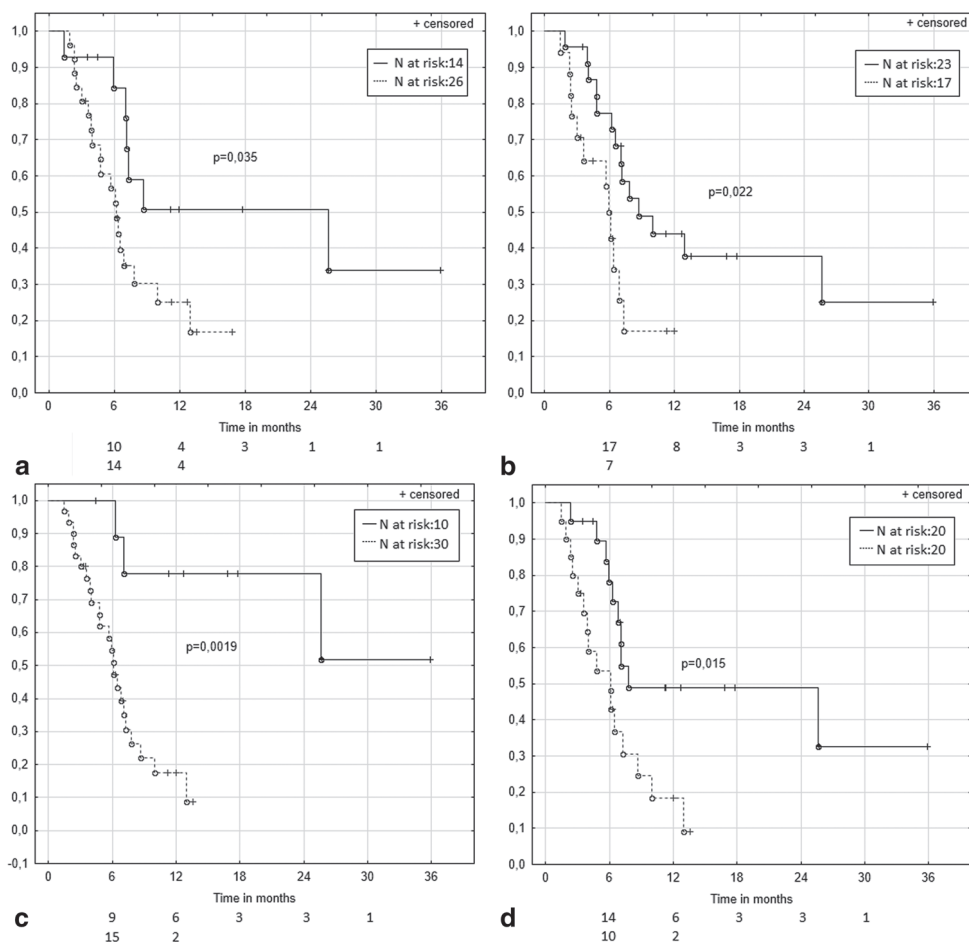 + censored
N at risk:14
N at risk:26
1,0
0,9
0,8
0,7
0,6
0,5
0,4
0,3
0,2
0,1
0,0
p=0,035
0 6 12 18 24 30 36
Time in months
10 4 3 1 1
14 4
a
+ censored
N at risk:23
N at risk:17
1,0
0,9
0,8
0,7
0,6
0,5
0,4
0,3
0,2
0,1
0,0
p=0,022
0 6 12 18 24 30 36
Time in months
17 8 3 3 1
7
b
+ censored
N at risk:10
N at risk:30
1,0
0,9
0,8
0,7
0,6
0,5
0,4
0,3
0,2
0,1
0,0
-0,1
p=0,0019
0 6 12 18 24 30 36
Time in months
9 6 3 3 1
15 2
c
+ censored
N at risk:20
N at risk:20
1,0
0,9
0,8
0,7
0,6
0,5
0,4
0,3
0,2
0,1
0,0
p=0,015
0 6 12 18 24 30 36
Time in months
14 6 3 3 1
10 2
d